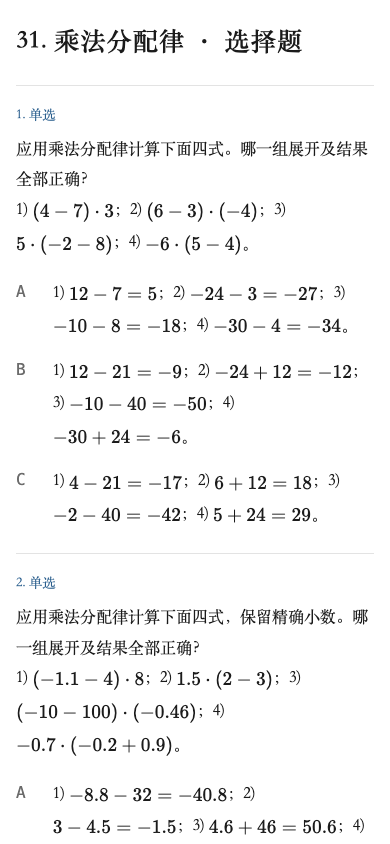 31. 乘法分配律 · 选择题
1. 单选
应用乘法分配律计算下面四式。哪一组展开及结果
全部正确?
1) (4 − 7) · 3; 2) (6 − 3) · (−4); 3)
5 · (−2 − 8); 4) −6 · (5 − 4)。
A 1) 12 − 7 = 5; 2) −24 − 3 = −27; 3)
−10 − 8 = −18; 4) −30 − 4 = −34。
B 1) 12 − 21 = −9; 2) −24 + 12 = −12;
3) −10 − 40 = −50; 4)
−30 + 24 = −6。
C 1) 4 − 21 = −17; 2) 6 + 12 = 18; 3)
−2 − 40 = −42; 4) 5 + 24 = 29。
2. 单选
应用乘法分配律计算下面四式，保留精确小数。哪
一组展开及结果全部正确?
1) (−1.1 − 4) · 8; 2) 1.5 · (2 − 3); 3)
(−10 − 100) · (−0.46); 4)
−0.7 · (−0.2 + 0.9)。
A 1) −8.8 − 32 = −40.8; 2)
3 − 4.5 = −1.5; 3) 4.6 + 46 = 50.6; 4)